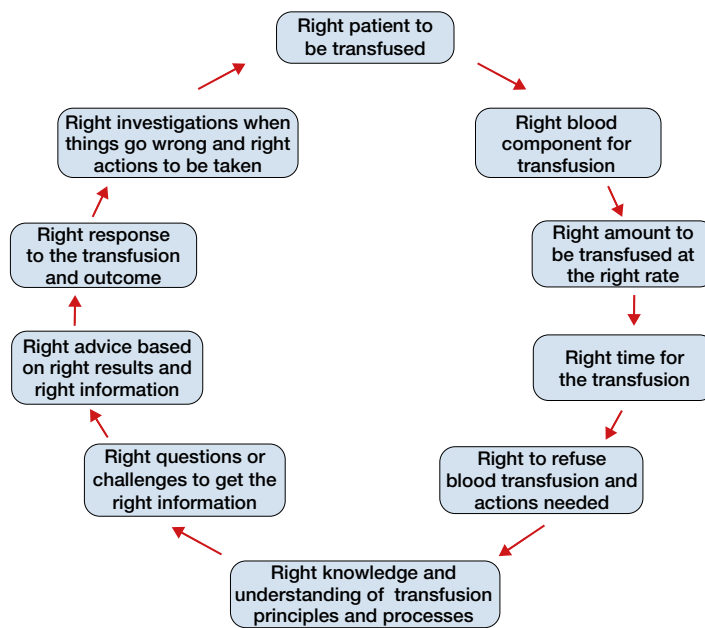 Right patient to
be transfused
Right blood
component for
transfusion
Right amount to
be transfused at
the right rate
Right time for
the transfusion
Right to refuse
blood transfusion and
actions needed
Right knowledge and
understanding of transfusion
principles and processes
Right questions or
challenges to get the
right information
Right advice based
on right results and
right information
Right response
to the transfusion
and outcome
Right investigations when
things go wrong and right
actions to be taken